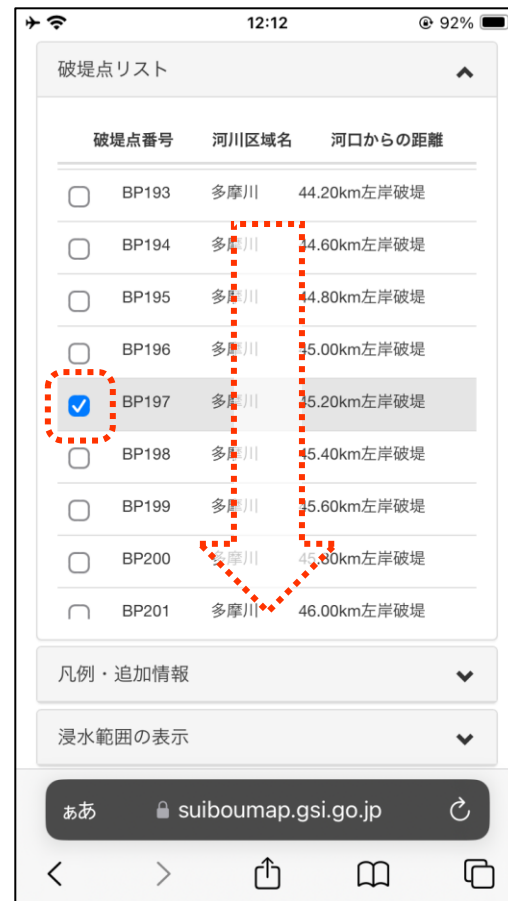 12:12 92%
破堤点リスト
破堤点番号 河川区域名 河口からの距離
BP193 多摩川 44.20km左岸破堤
BP194 多摩川 44.60km左岸破堤
BP195 多摩川 44.80km左岸破堤
BP196 多摩川 45.00km左岸破堤
BP197 多摩川 45.20km左岸破堤
BP198 多摩川 45.40km左岸破堤
BP199 多摩川 45.60km左岸破堤
BP200 多摩川 45.80km左岸破堤
BP201 多摩川 46.00km左岸破堤
凡例・追加情報
浸水範囲の表示
ぁあ suiboumap.gsi.go.jp